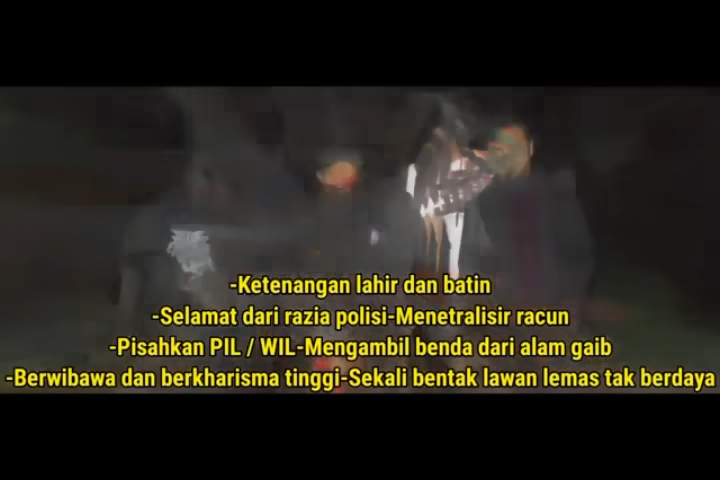 -Ketenangan lahir dan batin
-Selamat dari razia polisi-Menetralisir racun
-Pisahkan PIL / WIL-Mengambil benda dari alam gaib
-Berwibawa dan berkharisma tinggi-Sekali bentak lawan lemas tak berdaya